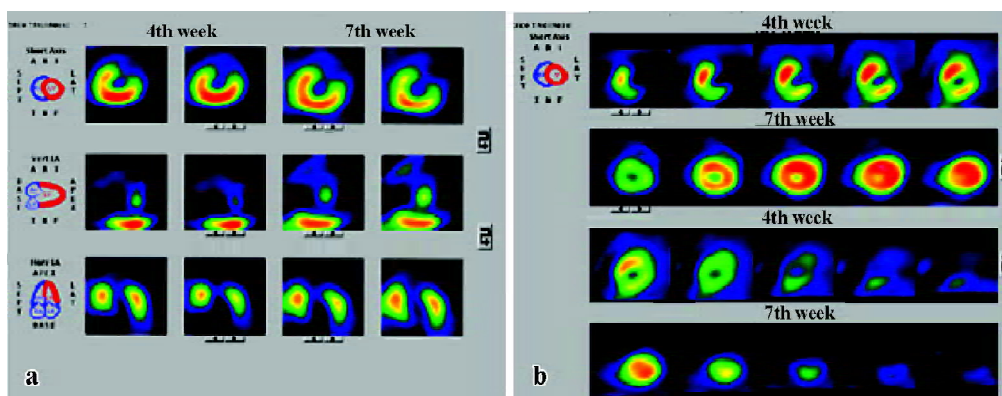 4th week
7th week
Short Axis
A N T
S E P T
L A T
I N F
Vert LA
A N T
B A S E
A P E X
I N F
Horz LA
APEX
S E P T
L A T
BASE
a
4th week
Short Axis
A N T
S E P T
L A T
I N F
7th week
4th week
7th week
b